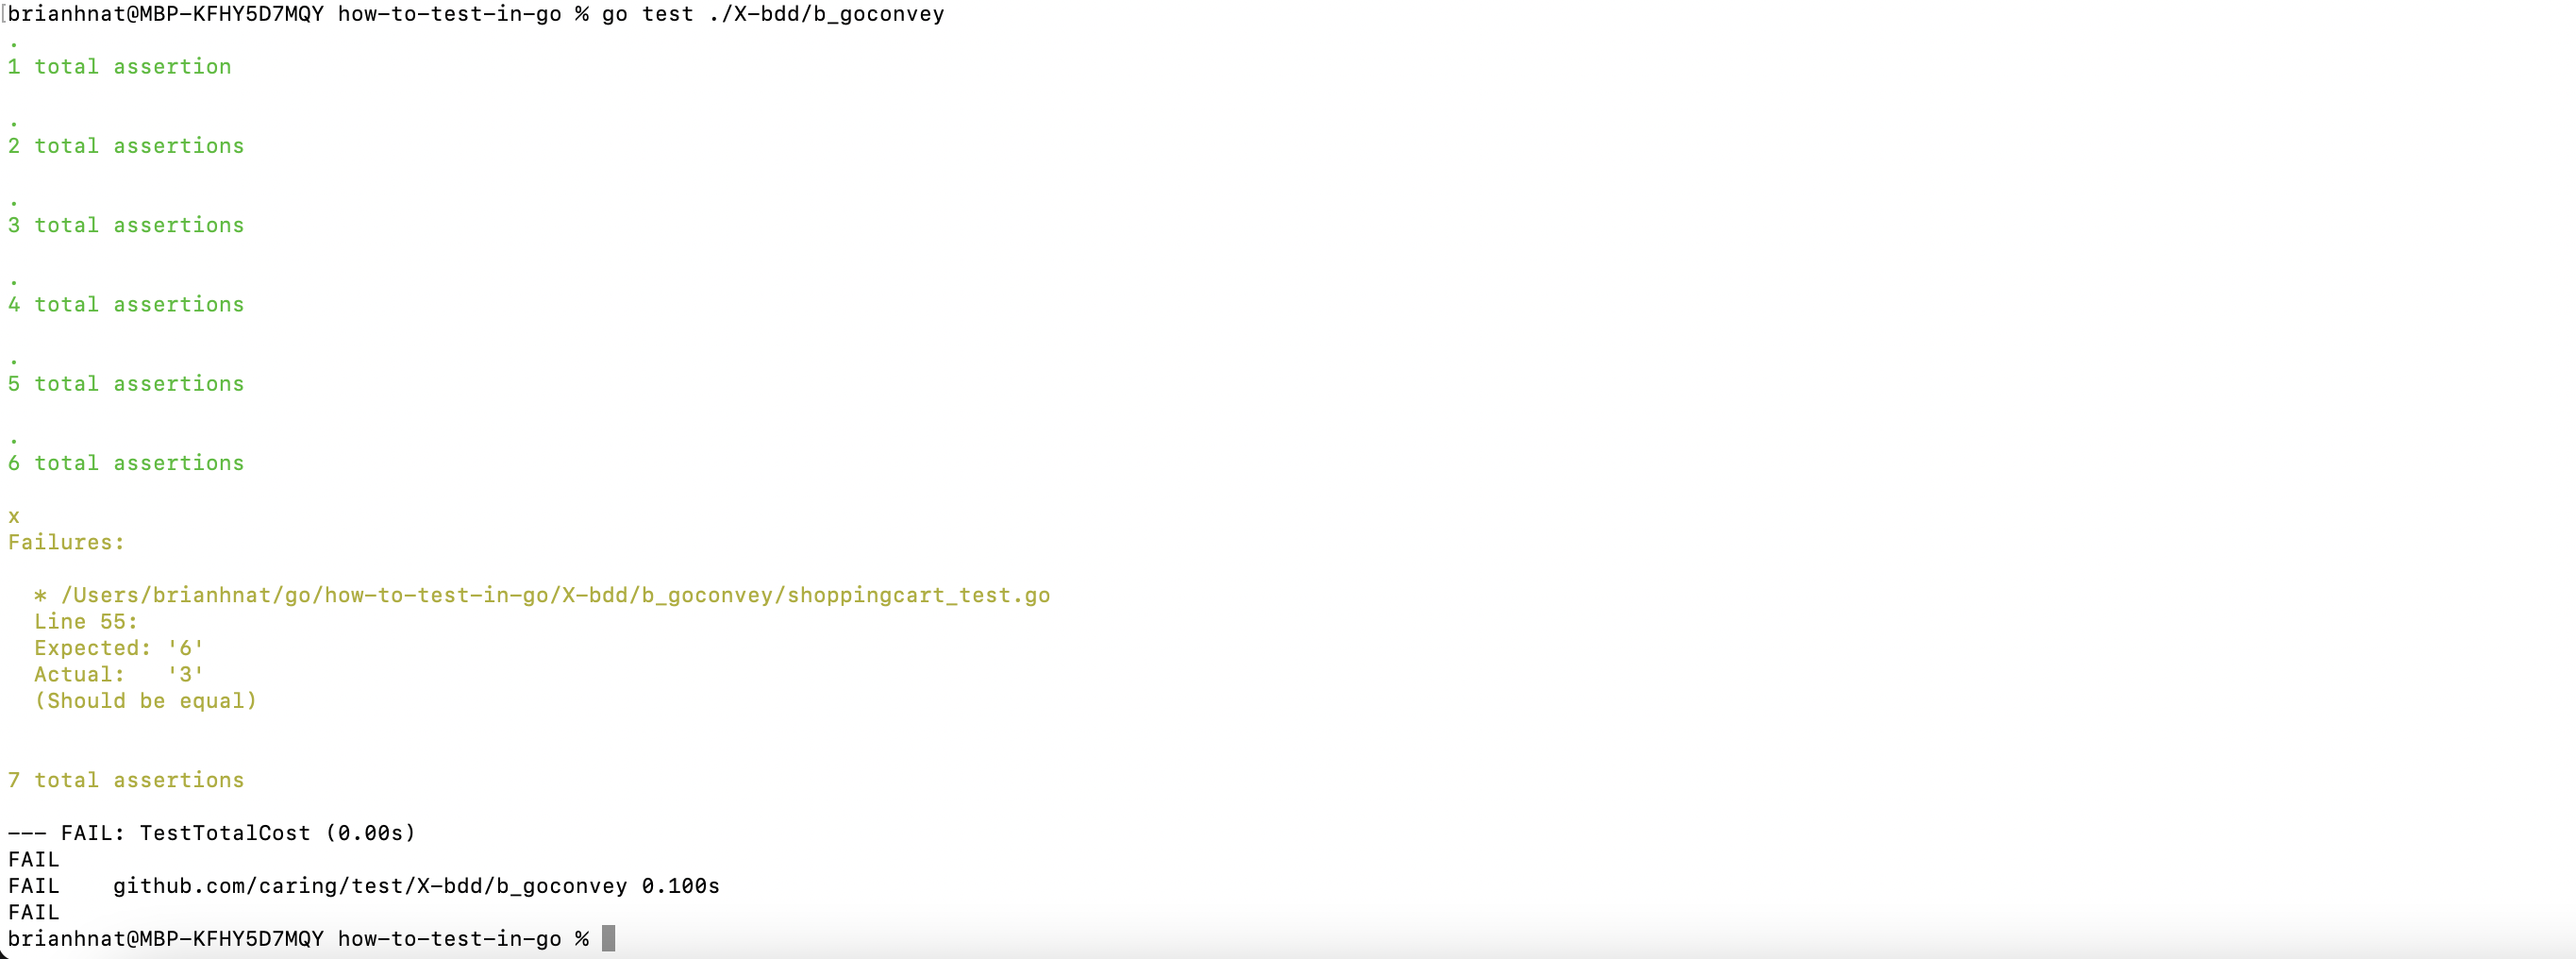 brianhnat@MBP-KFHY5D7MQY how-to-test-in-go % go test ./X-bdd/b_goconvey
.
1 total assertion
.
2 total assertions
.
3 total assertions
.
4 total assertions
.
5 total assertions
.
6 total assertions
x
Failures:
* /Users/brianhnat/go/how-to-test-in-go/X-bdd/b_goconvey/shoppingcart_test.go
Line 55:
Expected: '6'
Actual:   '3'
(Should be equal)
7 total assertions
--- FAIL: TestTotalCost (0.00s)
FAIL
FAIL    github.com/caring/test/X-bdd/b_goconvey 0.100s
FAIL
brianhnat@MBP-KFHY5D7MQY how-to-test-in-go %